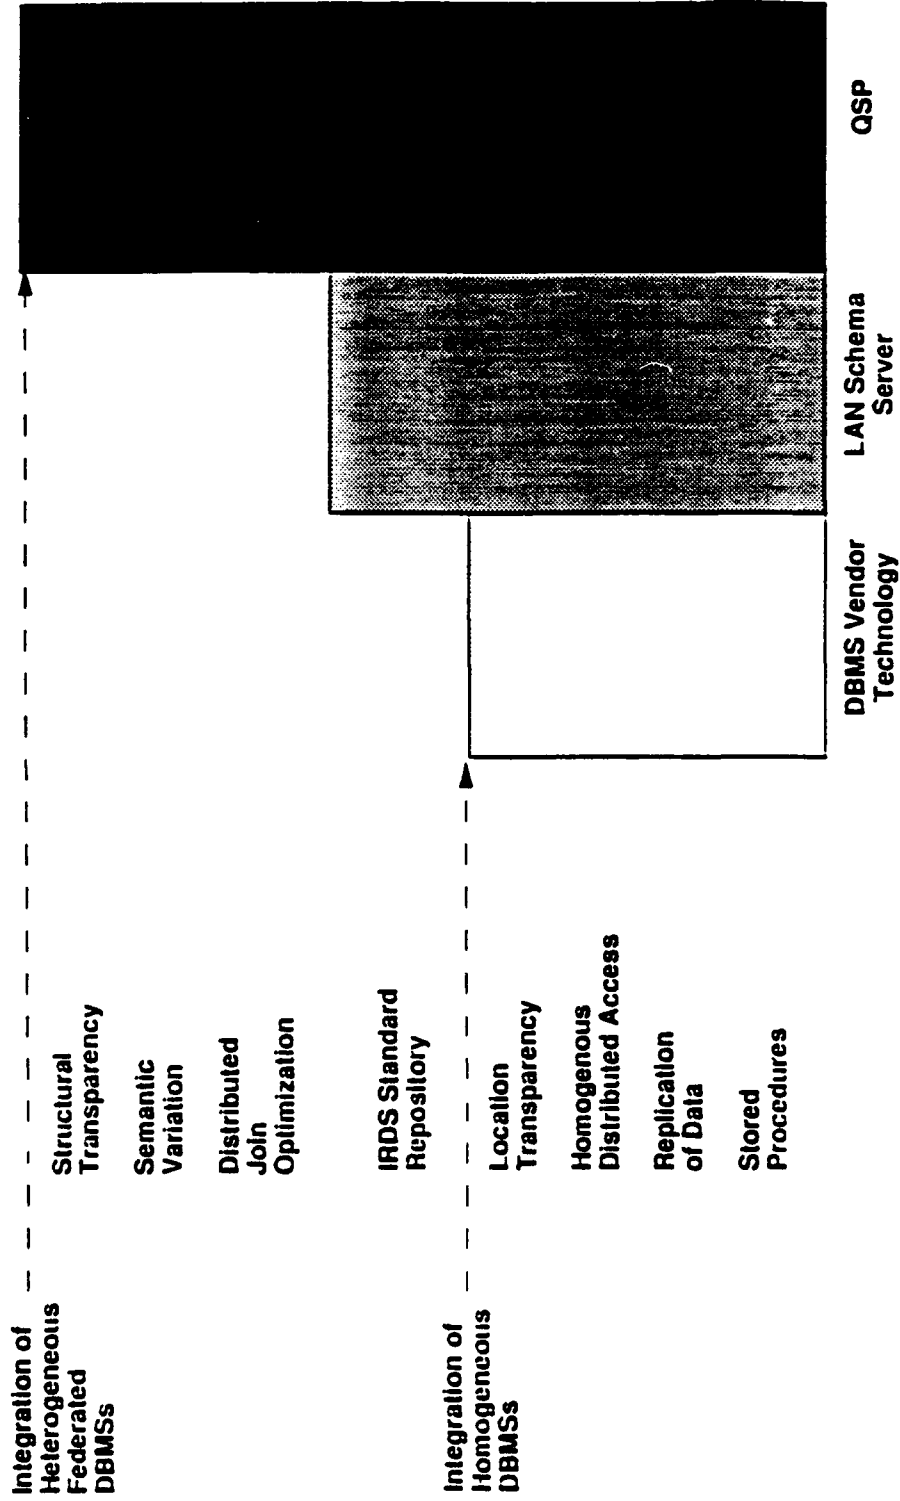 Integration of
Heterogeneous
Federated
DBMSs
Structural
Transparency
Semantic
Variation
Distributed
Join
Optimization
IRDS Standard
Repository
Integration of
Homogeneous
DBMSs
Location
Transparency
Homogenous
Distributed Access
Replication
of Data
Stored
Procedures
DBMS Vendor
Technology
LAN Schema
Server
QSP